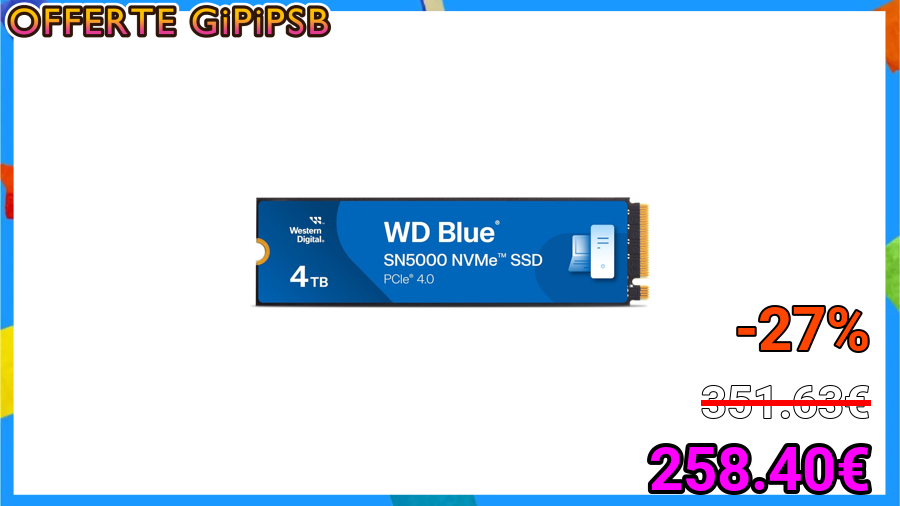 OFFERTE GiPiPSB
Western
Digital®
4TB
WD Blue®
SN5000 NVMe™ SSD
PCIe® 4.0
-27%
351.63€
258.40€